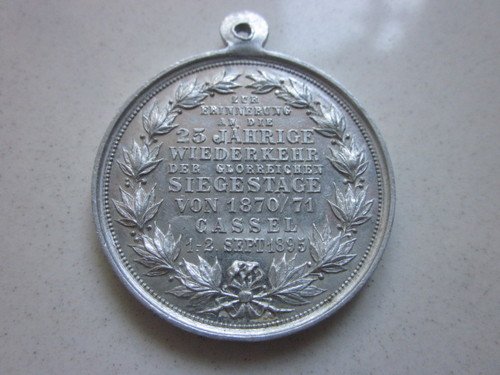 ZUR
ERINNERUNG
AN DIE
25 JÄHRIGE
WIEDERKEHR
DER GLORREICHEN
SIEGESTAGE
VON 1870/71
CASSEL
1-2. SEPT.1895